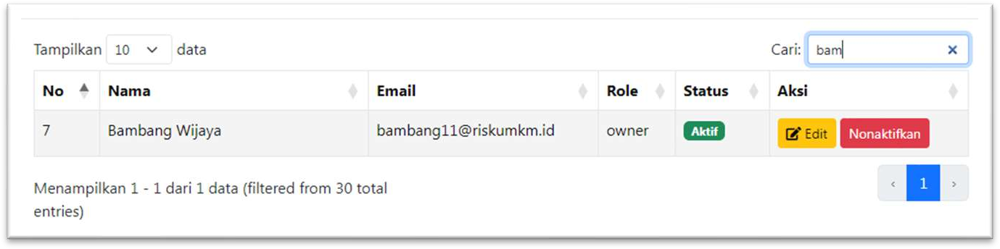 Tampilkan 10 data Cari: bam
No Nama Email Role Status Aksi
7 Bambang Wijaya bambang11@riskumkm.id owner Aktif Edit Nonaktifkan
Menampilkan 1 - 1 dari 1 data (filtered from 30 total
entries)
‹ 1 ›